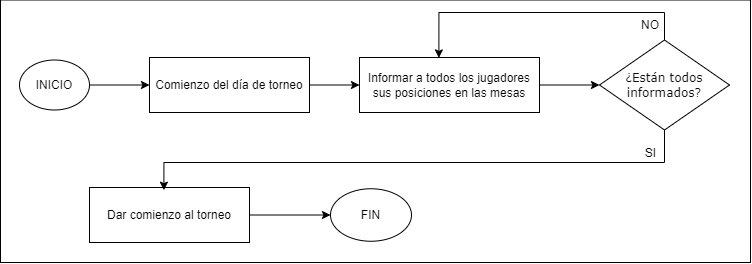 NO
INICIO
Comienzo del día de torneo
Informar a todos los jugadores
sus posiciones en las mesas
¿Están todos
informados?
SI
Dar comienzo al torneo
FIN